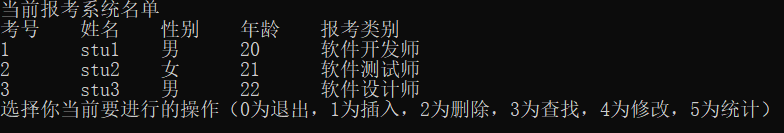 当前报考系统名单
考号 姓名 性别 年龄 报考类别
1 stu1 男 20 软件开发师
2 stu2 女 21 软件测试师
3 stu3 男 22 软件设计师
选择你当前要进行的操作（0为退出，1为插入，2为删除，3为查找，4为修改，5为统计）